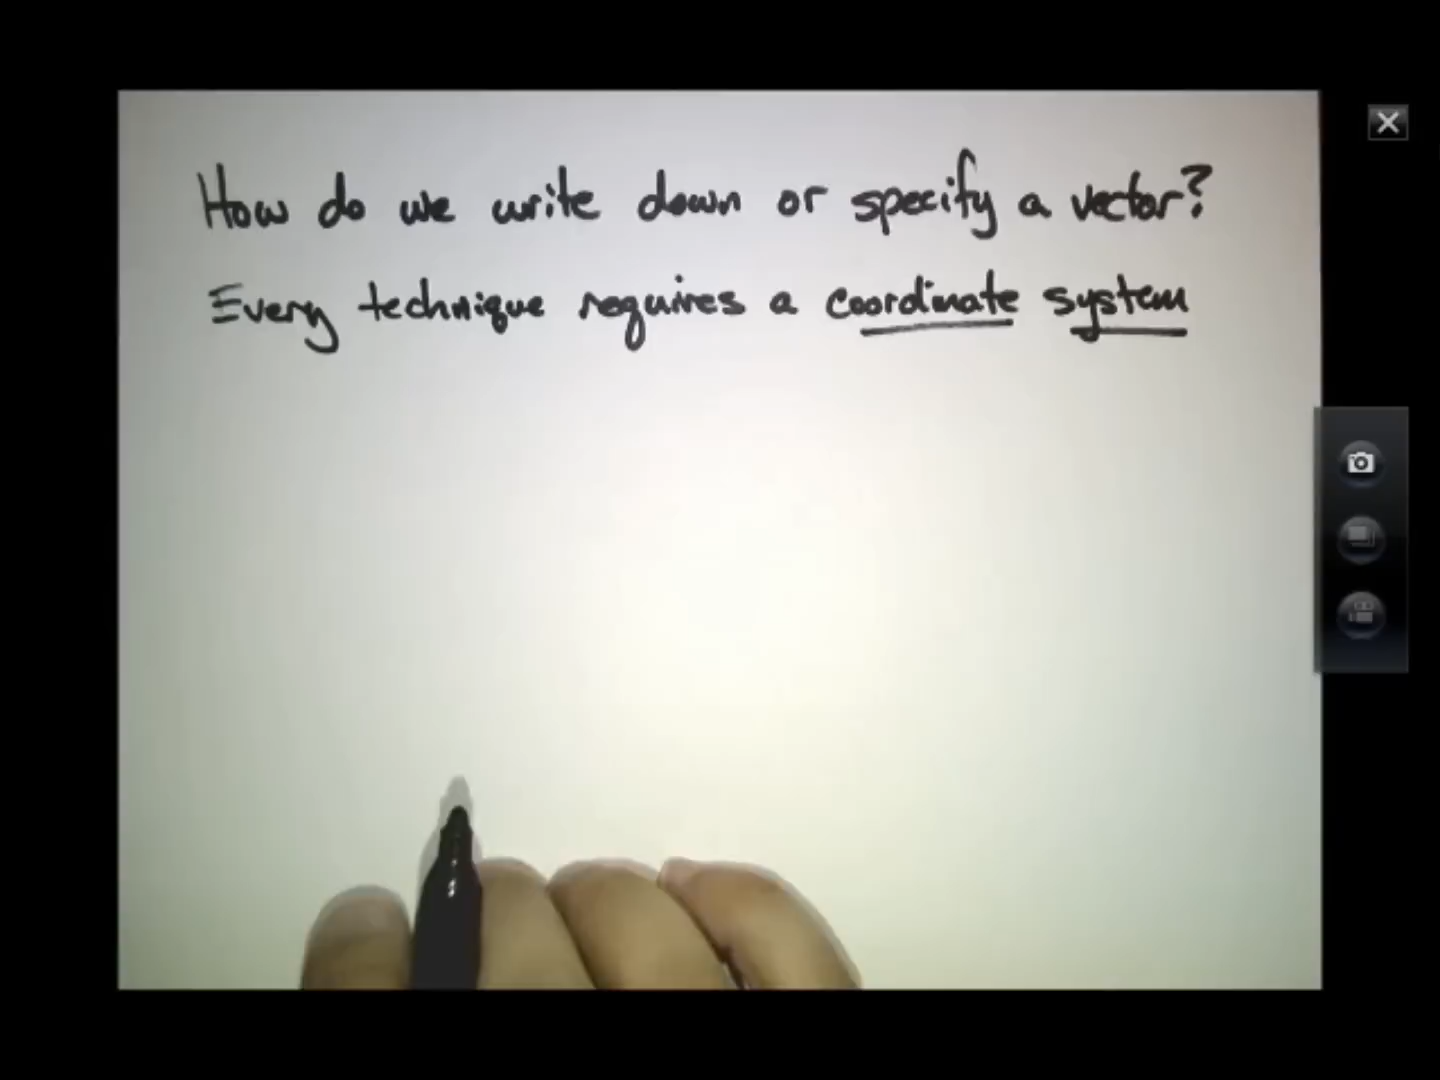 How do we write down or specify a vector?
Every technique requires a coordinate system